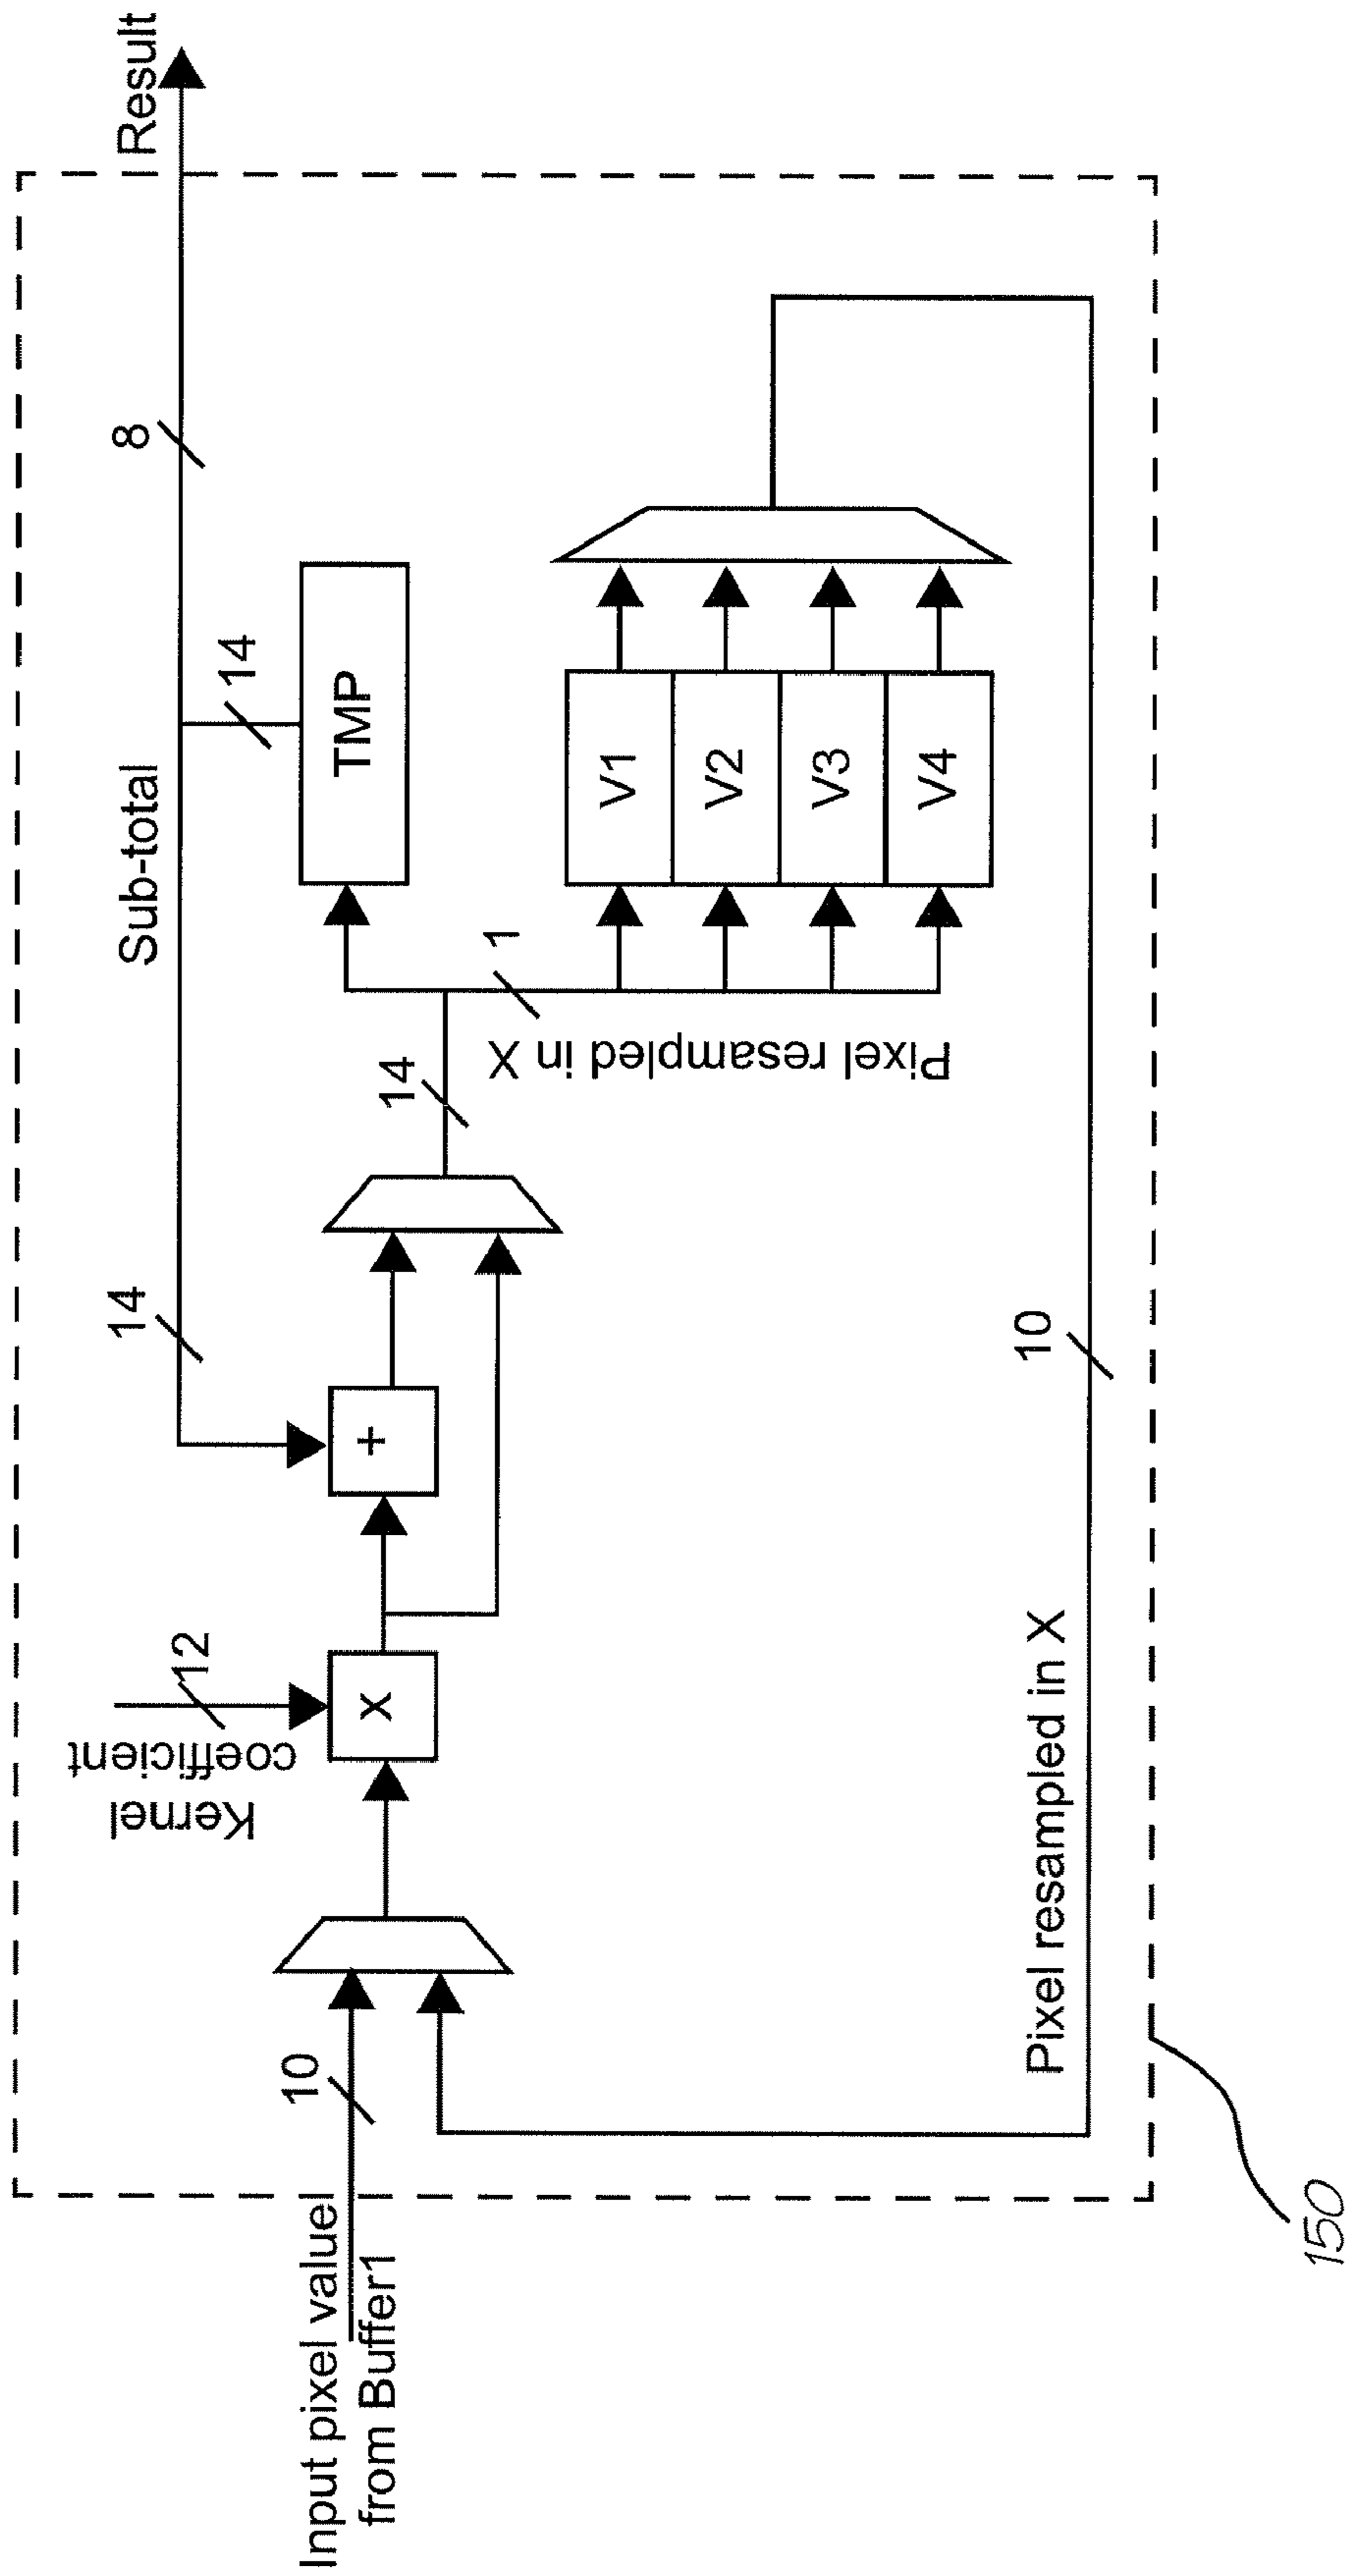 Result
8
Sub-total
14
14
TMP
Kernel
coefficient
12
+
X
14
1
Pixel resampled in X
V1
V2
V3
V4
Input pixel value
from Buffer1
10
10
Pixel resampled in X
150